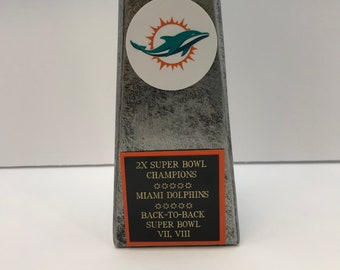 2X SUPER BOWL
CHAMPIONS
☆☆☆☆☆
MIAMI DOLPHINS
☆☆☆☆☆
BACK-TO-BACK
SUPER BOWL
VII, VIII